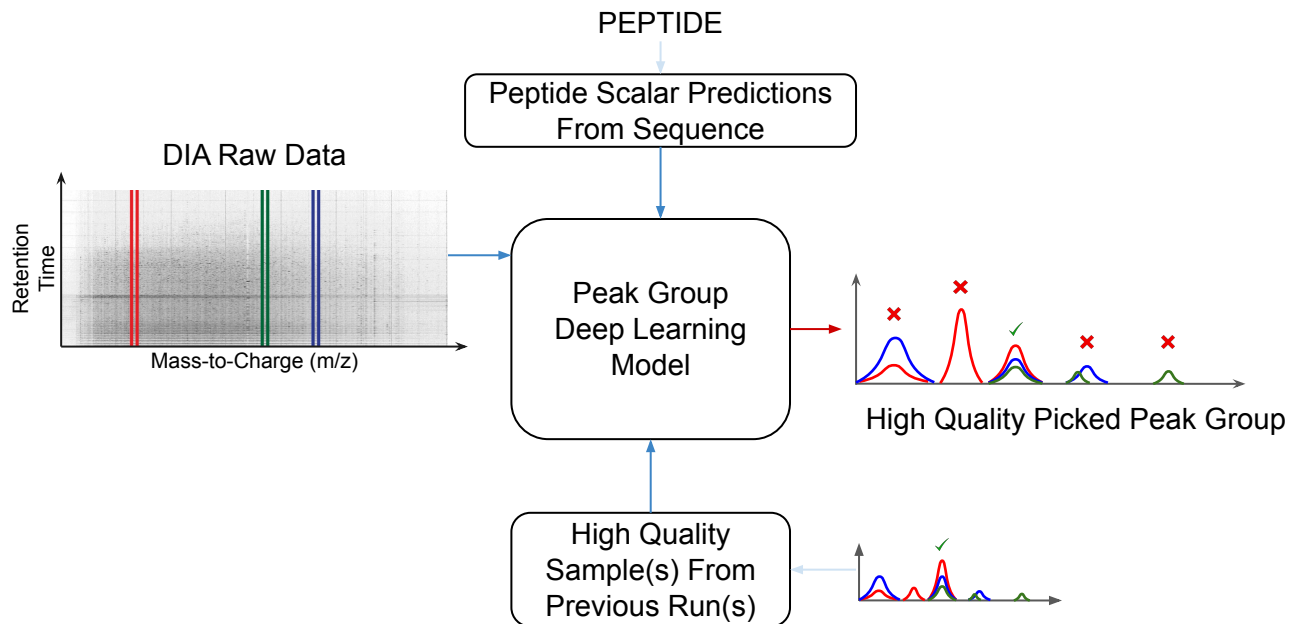 PEPTIDE
Peptide Scalar Predictions
From Sequence
DIA Raw Data
Retention
Time
Mass-to-Charge (m/z)
Peak Group
Deep Learning
Model
High Quality Picked Peak Group
High Quality
Sample(s) From
Previous Run(s)